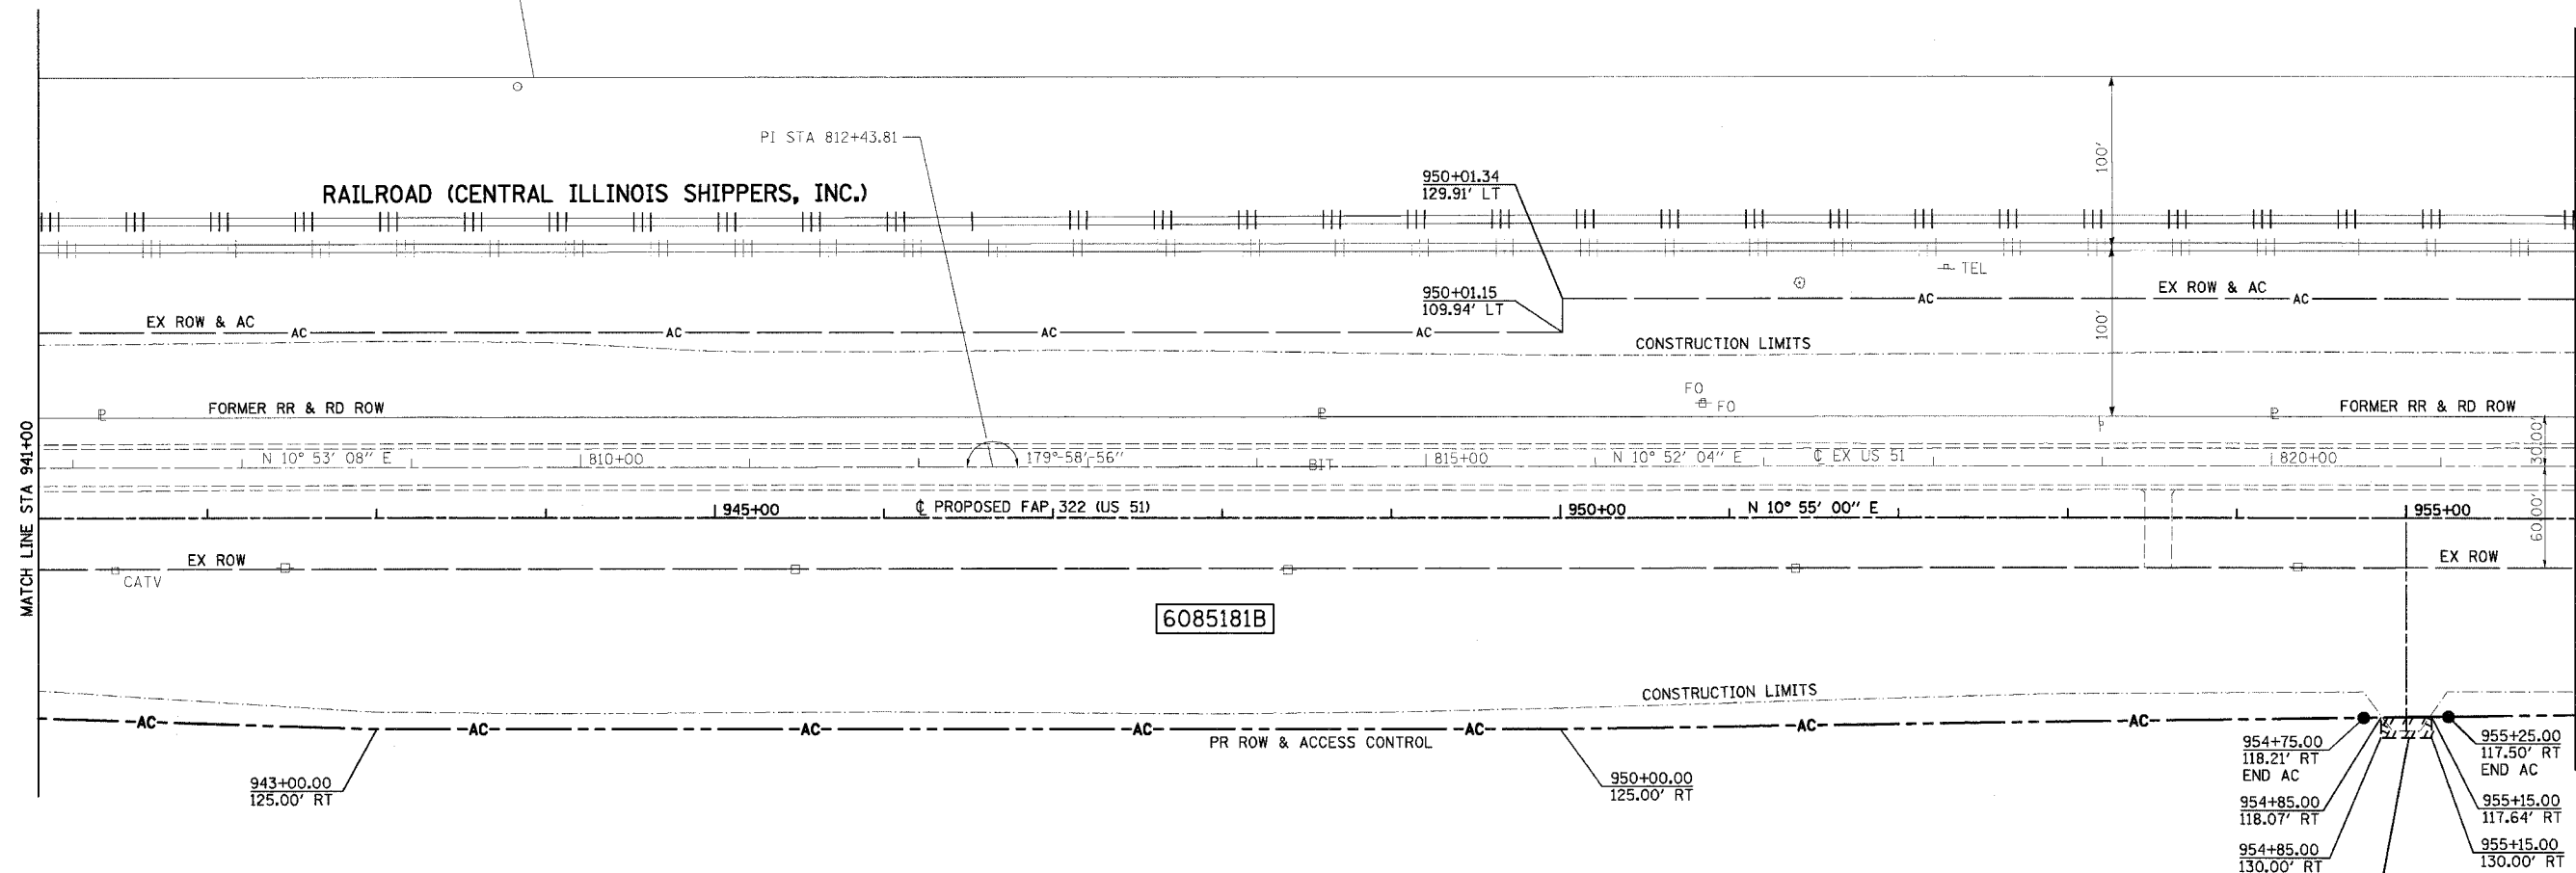 PI STA 812+43.81
100'
RAILROAD (CENTRAL ILLINOIS SHIPPERS, INC.)
950+01.34
129.91' LT
TEL
950+01.15
109.94' LT
EX ROW & AC
AC
AC
EX ROW & AC
AC
AC
AC
AC
100'
CONSTRUCTION LIMITS
FO
FO
FORMER RR & RD ROW
FORMER RR & RD ROW
MATCH LINE STA 941+00
N 10° 53' 08" E
810+00
179°-58'-56"
BIT
815+00
N 10° 52' 04" E
℄ EX US 51
820+00
30.00'
945+00
℄ PROPOSED FAP 322 (US 51)
950+00
N 10° 55' 00" E
955+00
60.00'
EX ROW
EX ROW
CATV
6085181B
CONSTRUCTION LIMITS
AC
AC
AC
AC
AC
AC
AC
PR ROW & ACCESS CONTROL
943+00.00
125.00' RT
950+00.00
125.00' RT
954+75.00
118.21' RT
END AC
955+25.00
117.50' RT
END AC
954+85.00
118.07' RT
955+15.00
117.64' RT
954+85.00
130.00' RT
955+15.00
130.00' RT